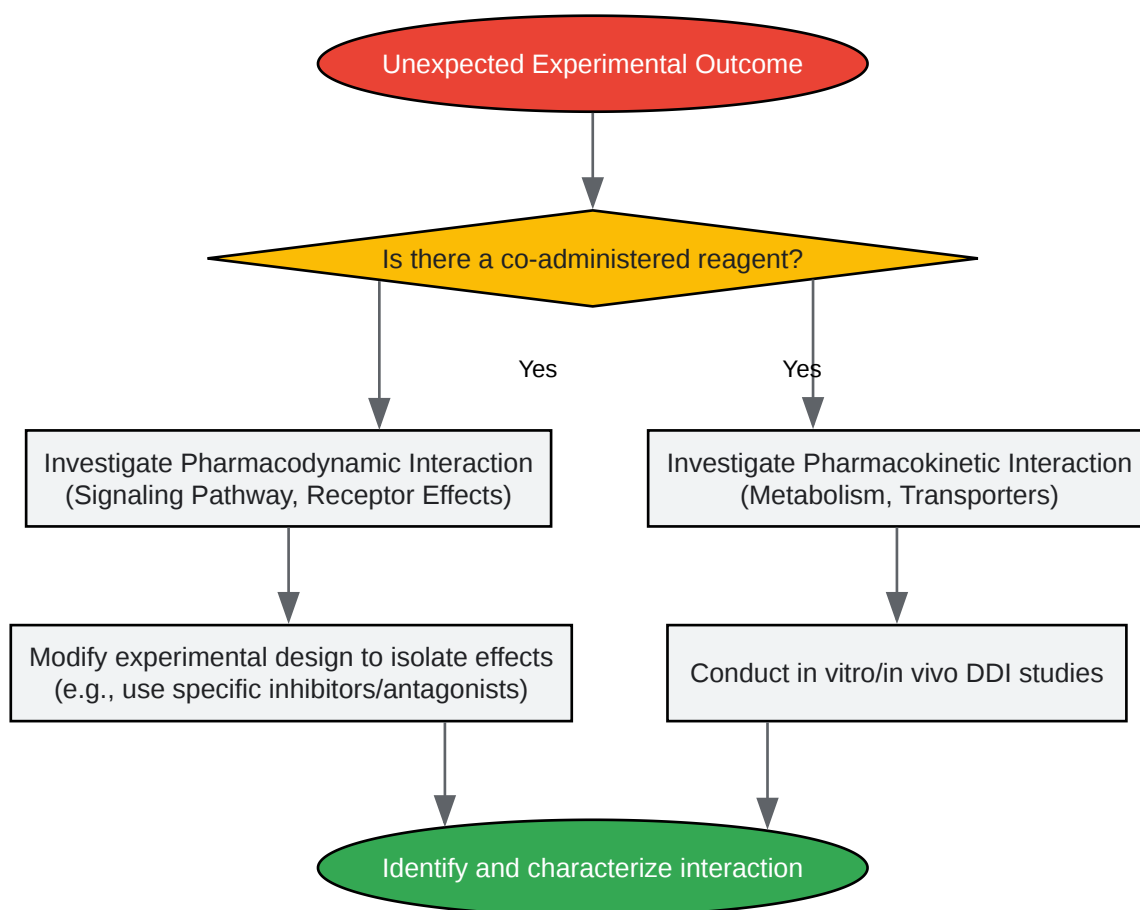 Unexpected Experimental Outcome
Is there a co-administered reagent?
Yes
Yes
Investigate Pharmacodynamic Interaction
(Signaling Pathway, Receptor Effects)
Investigate Pharmacokinetic Interaction
(Metabolism, Transporters)
Modify experimental design to isolate effects
(e.g., use specific inhibitors/antagonists)
Conduct in vitro/in vivo DDI studies
Identify and characterize interaction